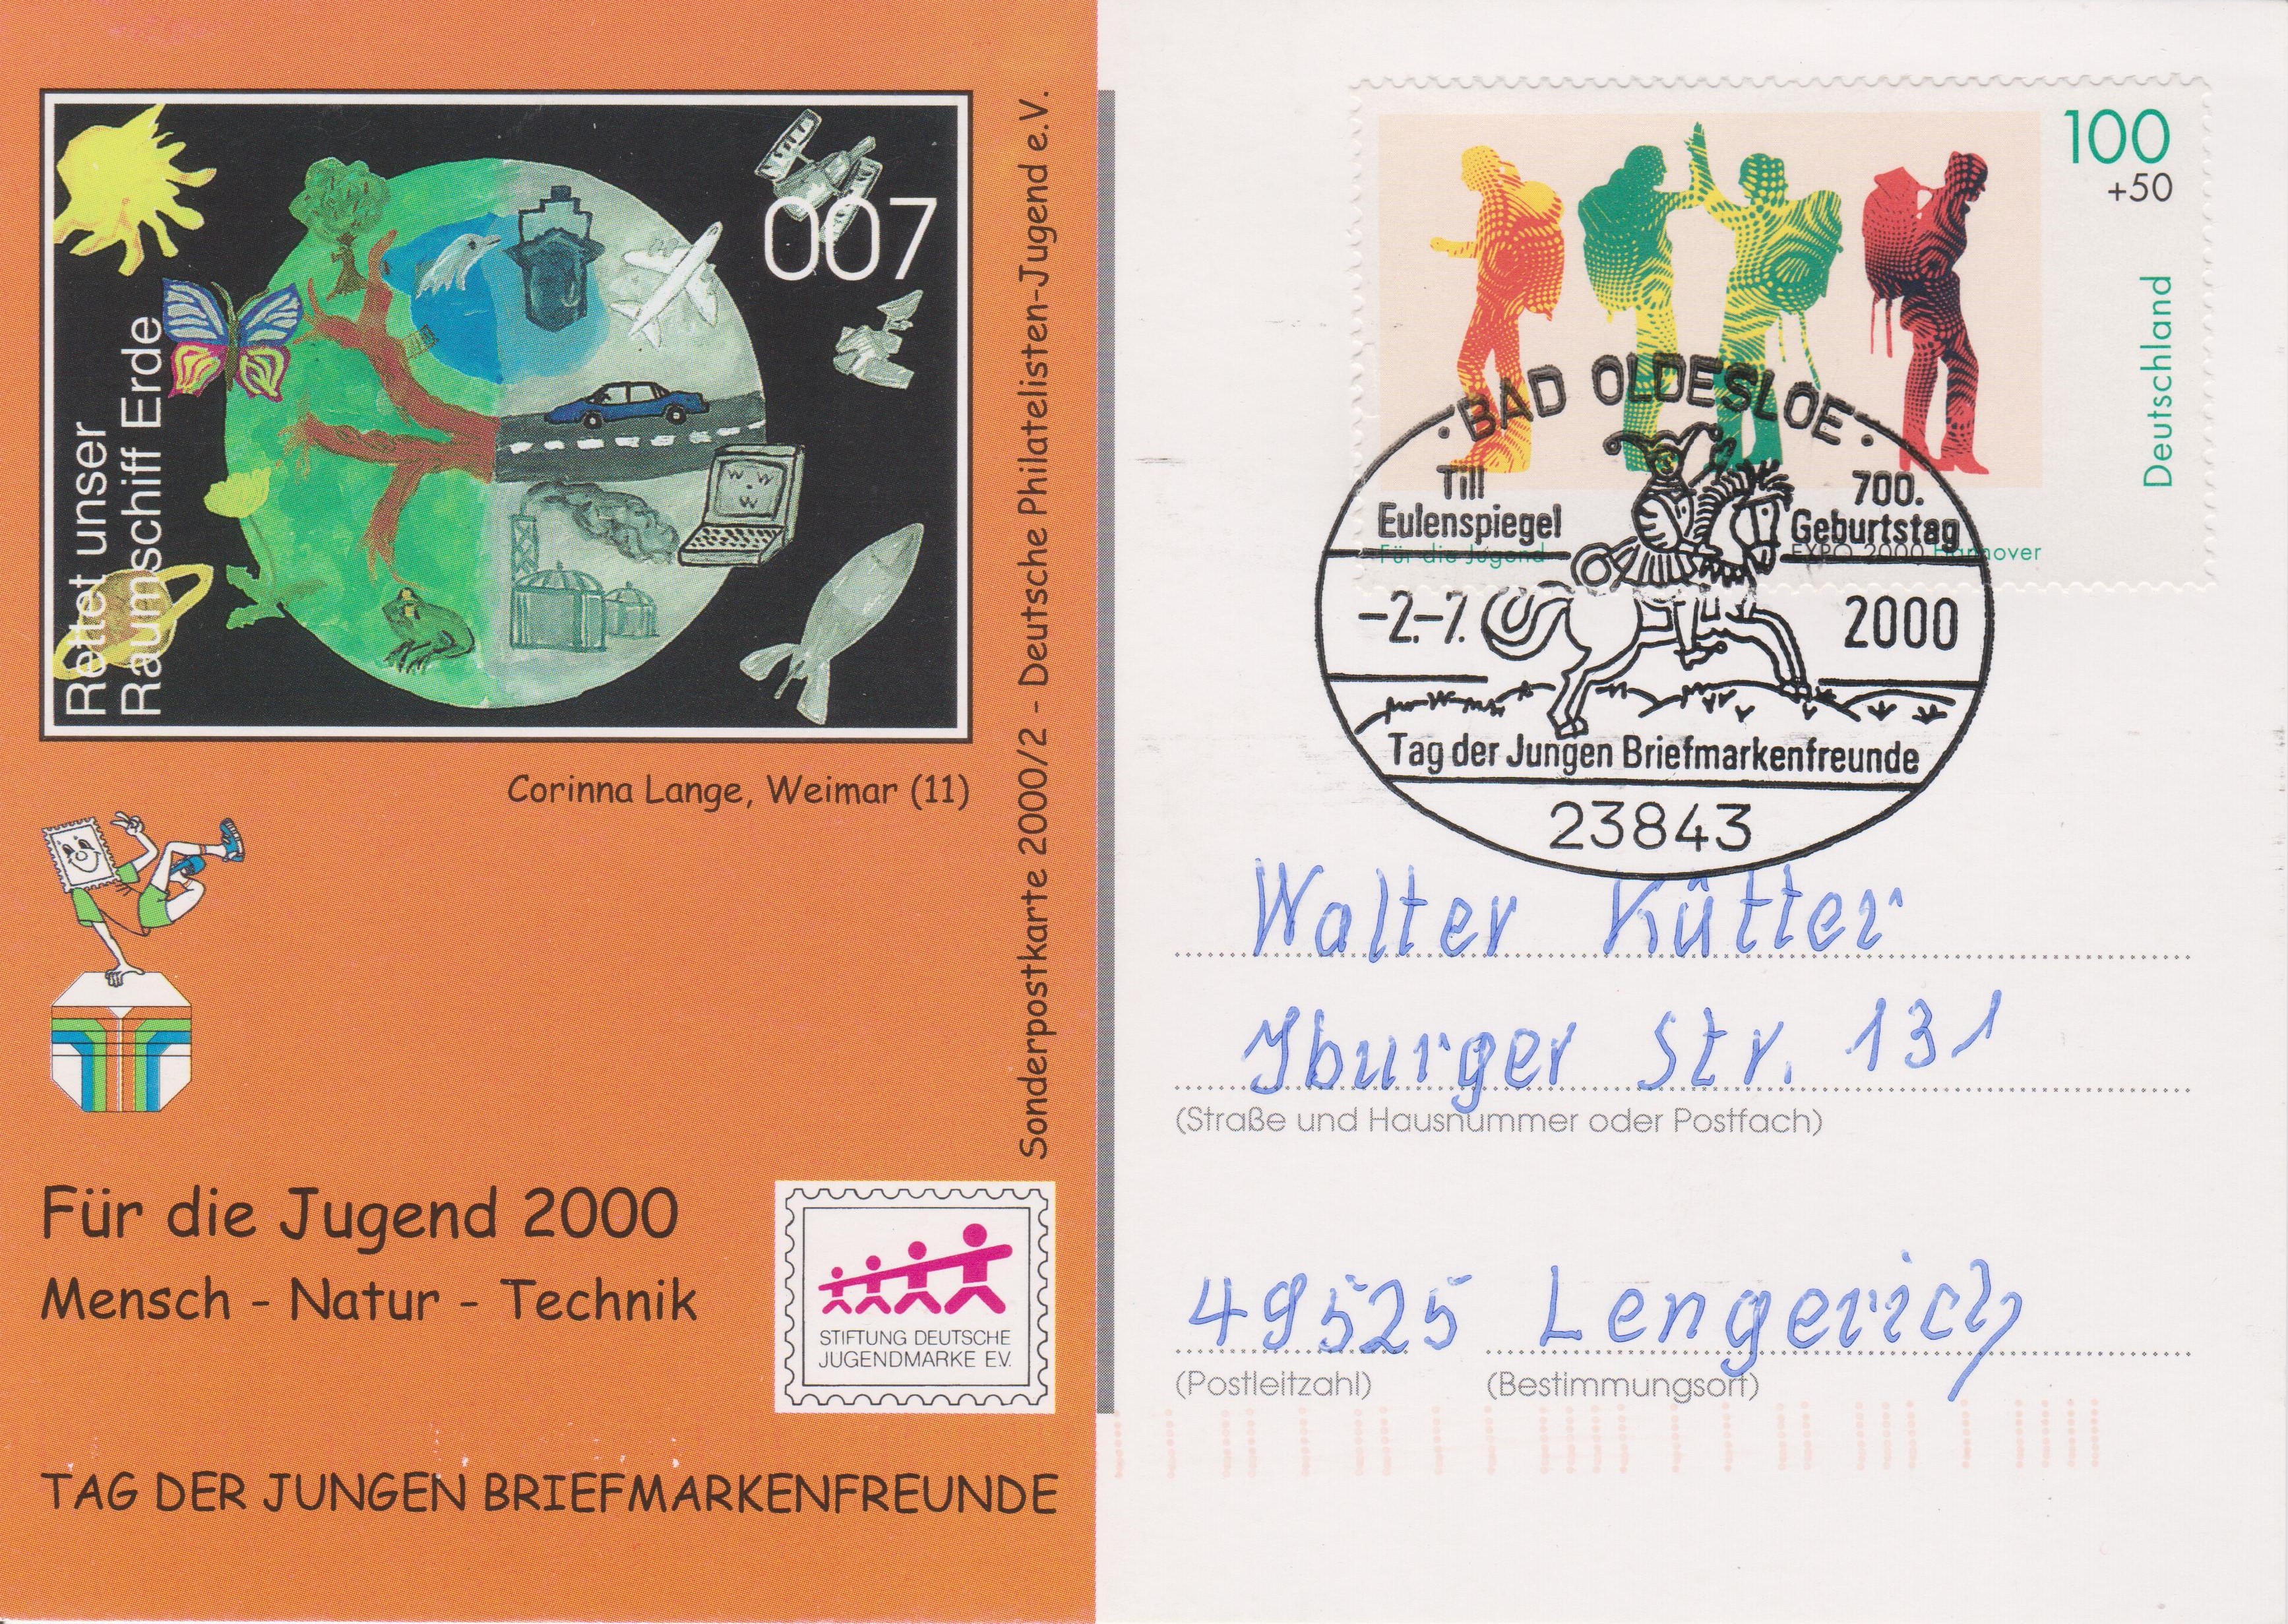 007
Rettet unser
Raumschiff Erde
W W
W
Corinna Lange, Weimar (11)
Sonderpostkarte 2000/2 - Deutsche Philatelisten-Jugend e.V.
Für die Jugend 2000
Mensch - Natur - Technik
STIFTUNG DEUTSCHE
JUGENDMARKE E.V.
TAG DER JUNGEN BRIEFMARKENFREUNDE
100
+50
Deutschland
Für die Jugend
EXPO 2000 Hannover
·BAD OLDESLOE·
Till
Eulenspiegel
700.
Geburtstag
-2.-7. 2000
Tag der Jungen Briefmarkenfreunde
23843
Walter Kütter
Iburger Str. 131
(Straße und Hausnummer oder Postfach)
49525 Lengerich
(Postleitzahl) (Bestimmungsort)